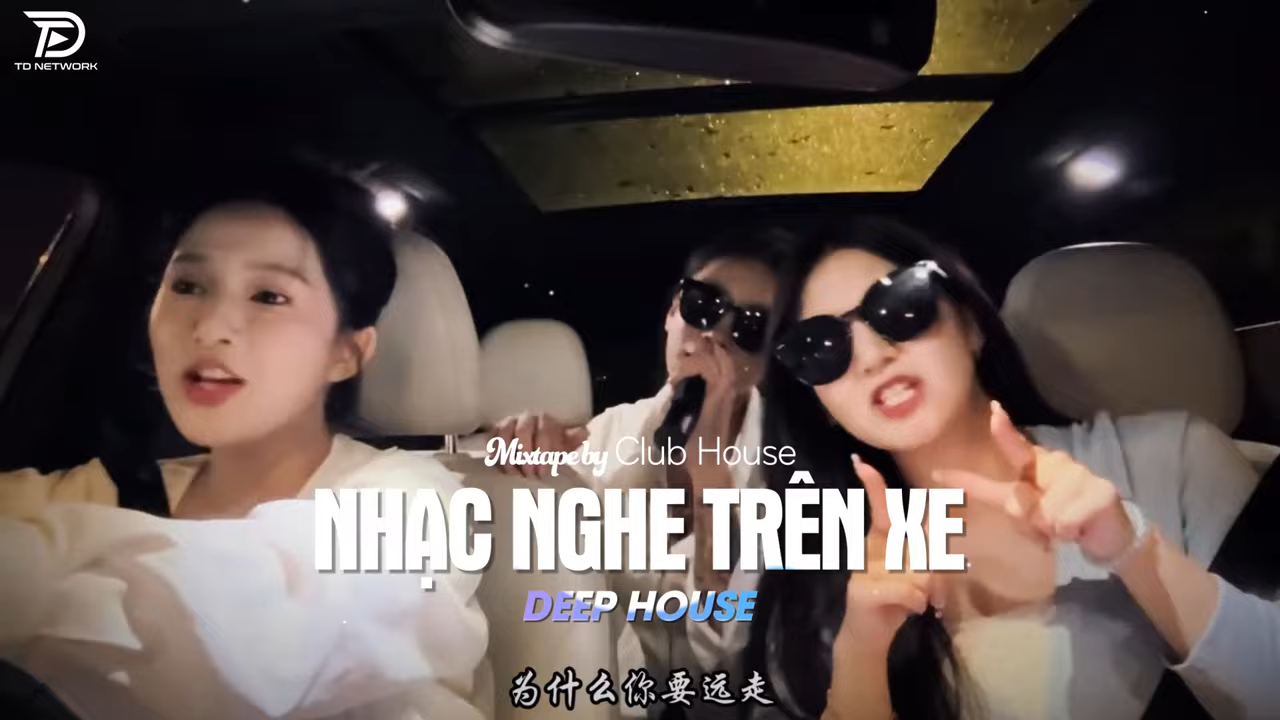 TD NETWORK
Mixtape by Club House
NHẠC NGHE TRÊN XE
DEEP HOUSE
为什么你要远走